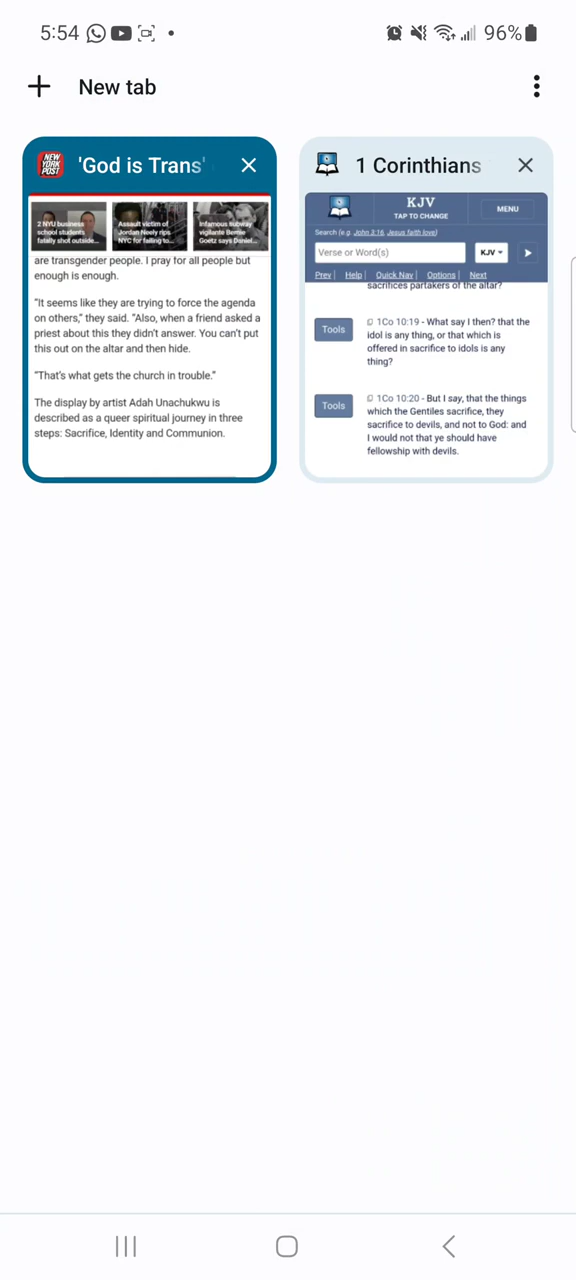 5:54
96%
New tab
NEW YORK POST
'God is Trans'
1 Corinthians
2 NYU business
school students
fatally shot outside...
Assault victim of
Jordan Neely rips
NYC for failing to...
Infamous subway
vigilante Bernie
Goetz says Daniel...
are transgender people. I pray for all people but
enough is enough.
"It seems like they are trying to force the agenda
on others," they said. "Also, when a friend asked a
priest about this they didn't answer. You can't put
this out on the altar and then hide.
"That's what gets the church in trouble."
The display by artist Adah Unachukwu is
described as a queer spiritual journey in three
steps: Sacrifice, Identity and Communion.
KJV
TAP TO CHANGE
MENU
Search (e.g. John 3:16, Jesus faith love)
Verse or Word(s)
KJV
Prev | Help | Quick Nav | Options | Next
sacrifices partakers of the altar?
Tools
1Co 10:19 - What say I then? that the
idol is any thing, or that which is
offered in sacrifice to idols is any
thing?
Tools
1Co 10:20 - But I say, that the things
which the Gentiles sacrifice, they
sacrifice to devils, and not to God: and
I would not that ye should have
fellowship with devils.